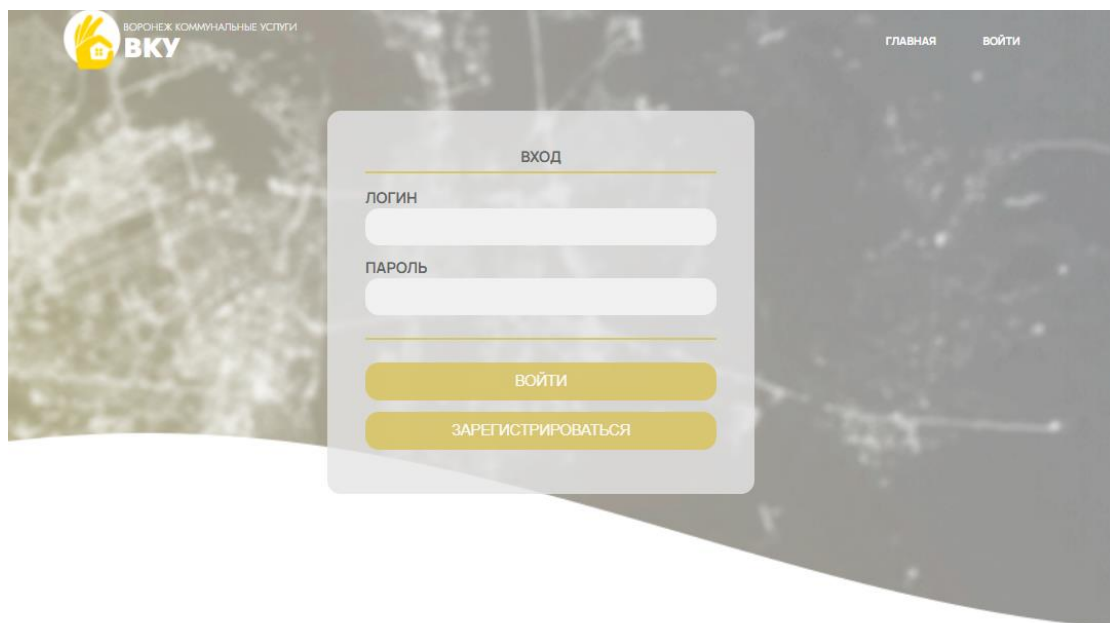 ВОРОНЕЖ КОММУНАЛЬНЫЕ УСЛУГИ
ВКУ
ГЛАВНАЯ ВОЙТИ
ВХОД
ЛОГИН
ПАРОЛЬ
ВОЙТИ
ЗАРЕГИСТРИРОВАТЬСЯ